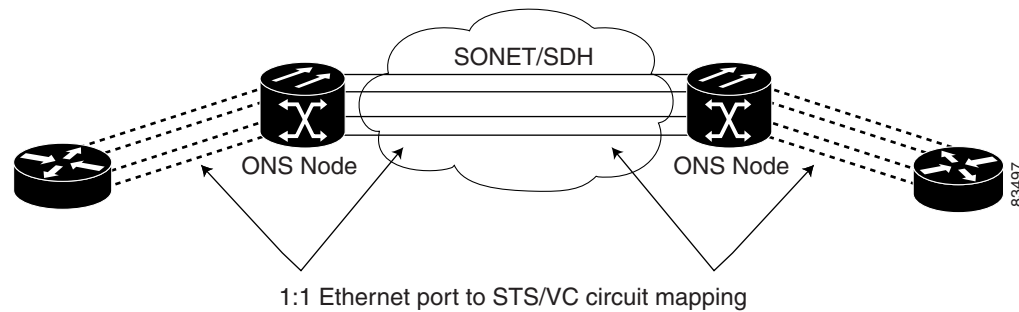 SONET/SDH
ONS Node
ONS Node
83497
1:1 Ethernet port to STS/VC circuit mapping